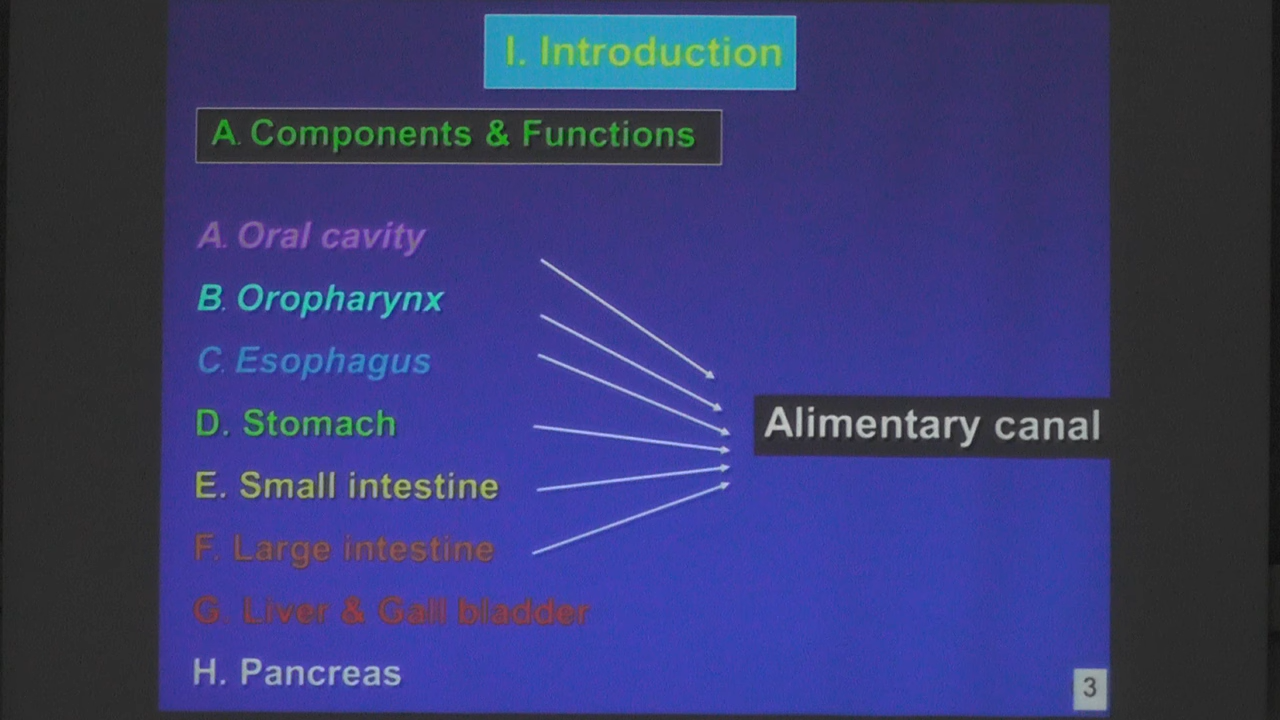 I. Introduction
A. Components & Functions
A. Oral cavity
B. Oropharynx
C. Esophagus
D. Stomach
Alimentary canal
E. Small intestine
F. Large intestine
G. Liver & Gall bladder
H. Pancreas
3